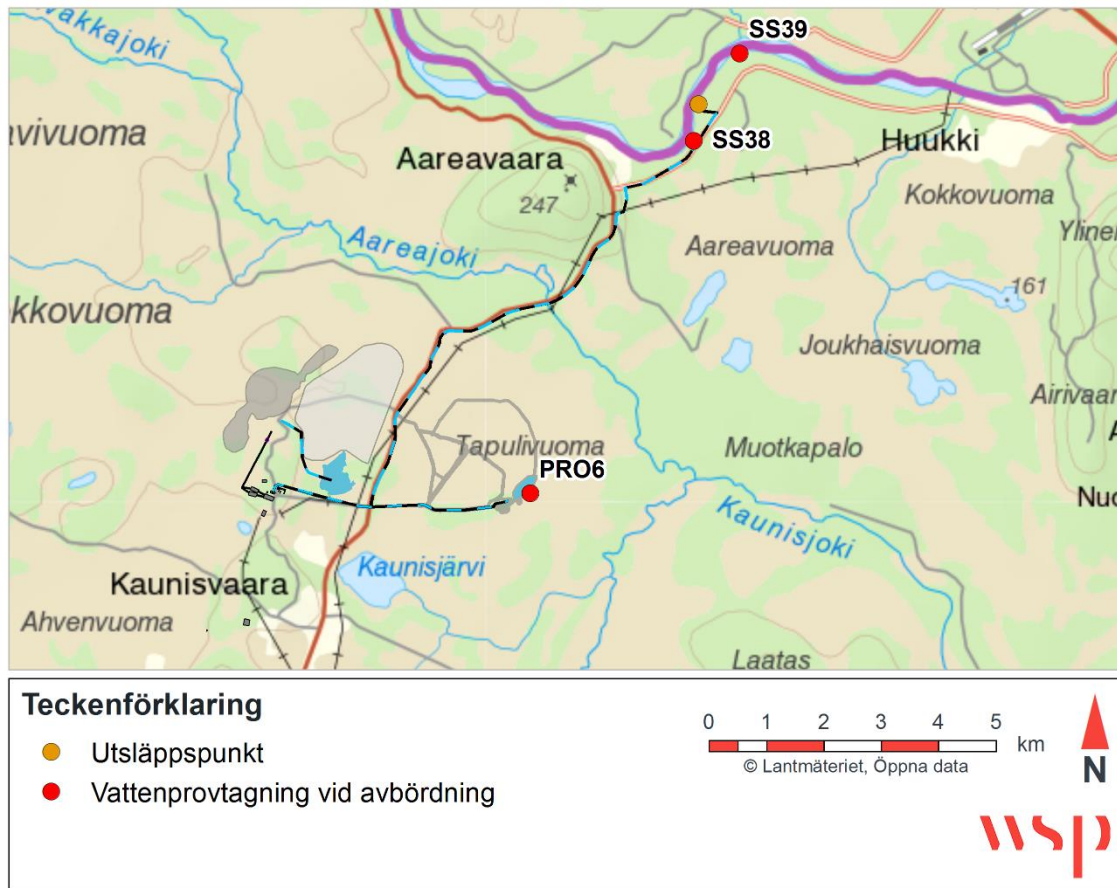 vakkajoki
SS39
avivuoma
SS38
Huukki
Aareavaara
Kokkovuoma
247
Aareavuoma
Yline
Aareajoki
161
kkovuoma
Joukhaisvuoma
Airivaar
Tapulivuoma
Muotkapalo
PRO6
Nuo
Kaunisjoki
Kaunisjärvi
Kaunisvaara
Ahvenvuoma
Laatas
Teckenförklaring
Utsläppspunkt
Vattenprovtagning vid avbördning
0 1 2 3 4 5
km
© Lantmäteriet, Öppna data
N
wsp